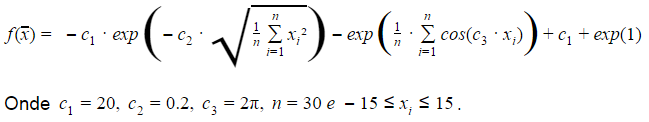 f(x̅) = − c₁ · exp ( − c₂ · √( 1/n ∑ᵢ₌₁ⁿ xᵢ² ) ) − exp ( 1/n · ∑ᵢ₌₁ⁿ cos(c₃ · xᵢ) ) + c₁ + exp(1)
Onde c₁ = 20, c₂ = 0.2, c₃ = 2π, n = 30 e − 15 ≤ xᵢ ≤ 15 .